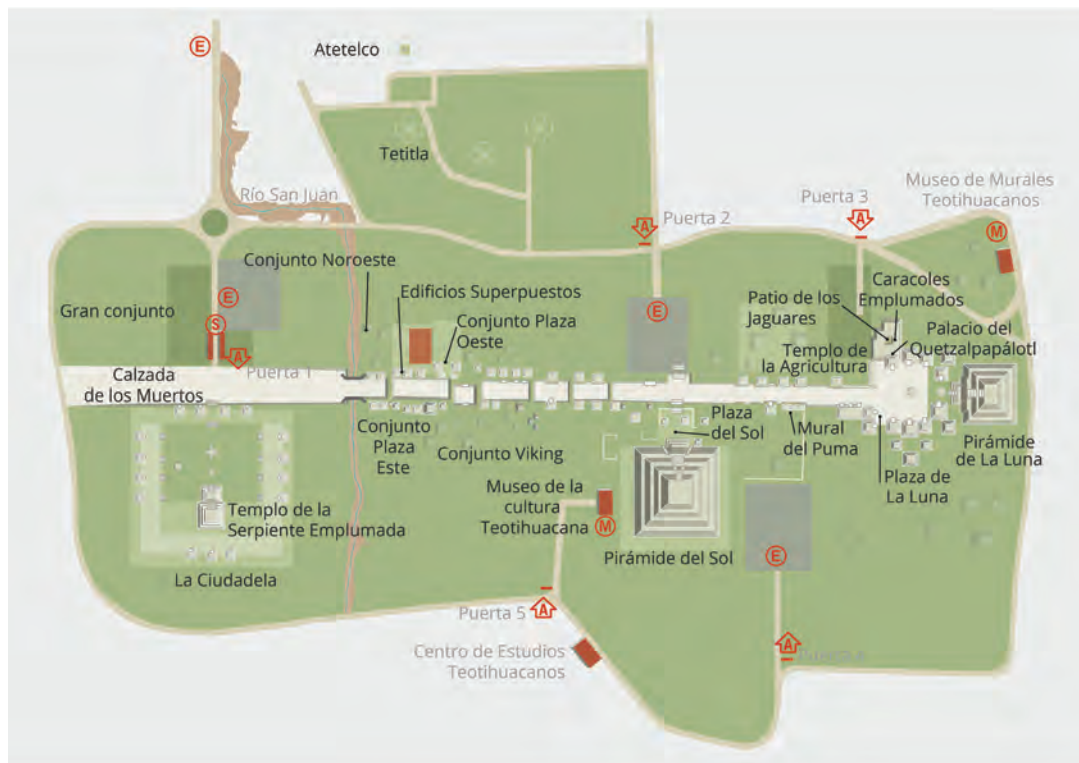 E
Atetelco
Tetitla
Río San Juán
Puerta 2
A
Puerta 3
A
Museo de Murales
Teotihuacanos
M
Conjunto Noroeste
Gran conjunto
E
S
A
Puerta 1
Edificios Superpuestos
Conjunto Plaza
Oeste
E
Caracoles
Emplumados
Patio de los
Jaguares
Palacio del
Quetzalpapálotl
Templo de
la Agricultura
Calzada
de los Muertos
Conjunto
Plaza
Este
Conjunto Viking
Plaza
del Sol
Mural
del Puma
Plaza de
La Luna
Pirámide
de La Luna
Templo de la
Serpiente Emplumada
La Ciudadela
Museo de la
cultura
Teotihuacana
M
Pirámide del Sol
E
Puerta 5
A
Centro de Estudios
Teotihuacanos
A
Puerta 4